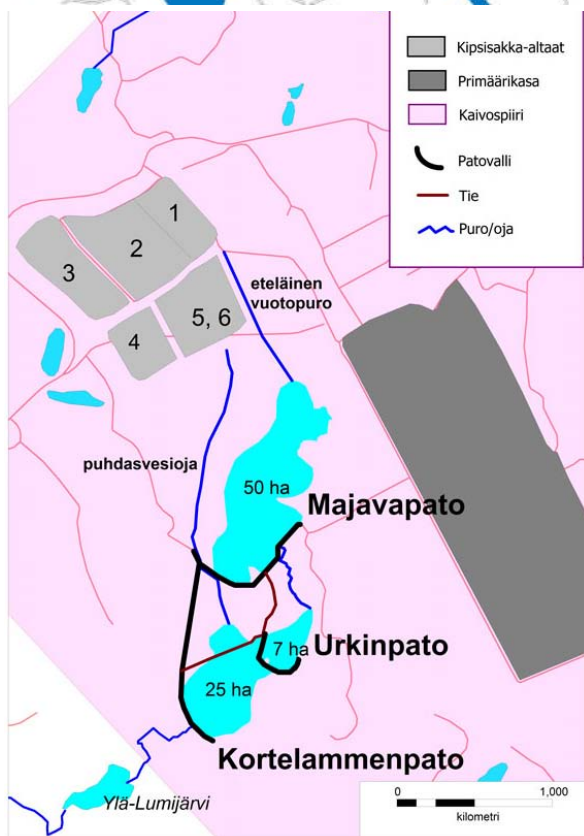 Kipsisakka-altaat
Primäärikasa
Kaivospiiri
Patovalli
Tie
Puro/oja
1
2
3
5, 6
4
eteläinen
vuotopuro
puhdasvesioja
50 ha
Majavapato
7 ha
Urkinpato
25 ha
Kortelammenpato
Ylä-Lumijärvi
0
1,000
kilometri